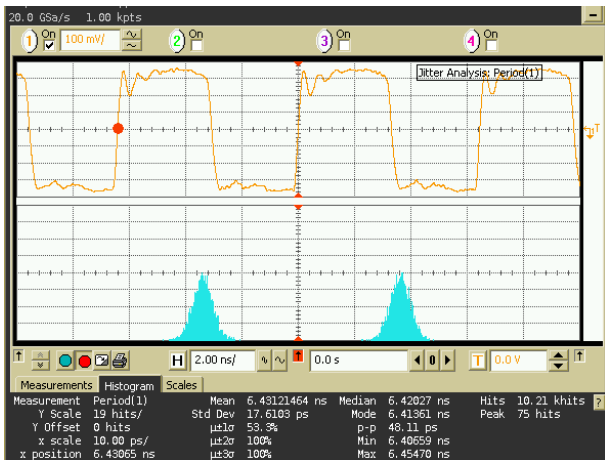 20.0 GSa/s 1.00 kpts
1 On 100 mV/ 2 On 3 On 4 On
Jitter Analysis: Period(1)
T
H 2.00 ns/ 0.0 s 0 T 0.0 V
Measurements Histogram Scales
Measurement Period(1) Mean 6.43121464 ns Median 6.42027 ns Hits 10.21 khits ?
Y Scale 19 hits/ Std Dev 17.6103 ps Mode 6.41361 ns Peak 75 hits
Y Offset 0 hits µ±1σ 53.3% p-p 48.11 ps
x scale 10.00 ps/ µ±2σ 100% Min 6.40659 ns
x position 6.43065 ns µ±3σ 100% Max 6.45470 ns